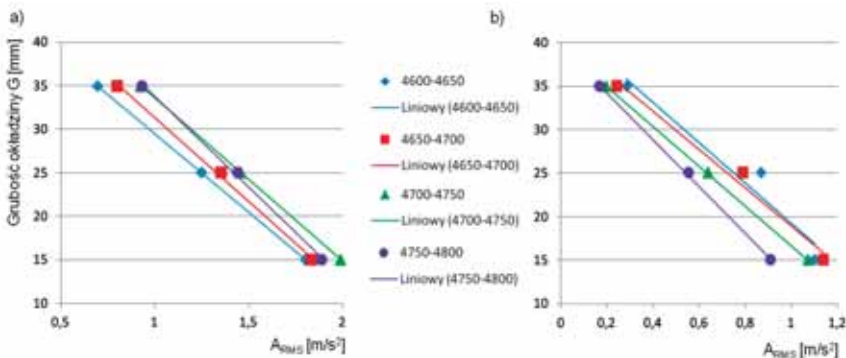 a)
Grubość okładziny G [mm]
40
35
30
25
20
15
10
0,5 1 1,5 2
A_RMS [m/s²]
4600-4650
Liniowy (4600-4650)
4650-4700
Liniowy (4650-4700)
4700-4750
Liniowy (4700-4750)
4750-4800
Liniowy (4750-4800)
b)
40
35
30
25
20
15
10
0 0,2 0,4 0,6 0,8 1 1,2
A_RMS [m/s²]